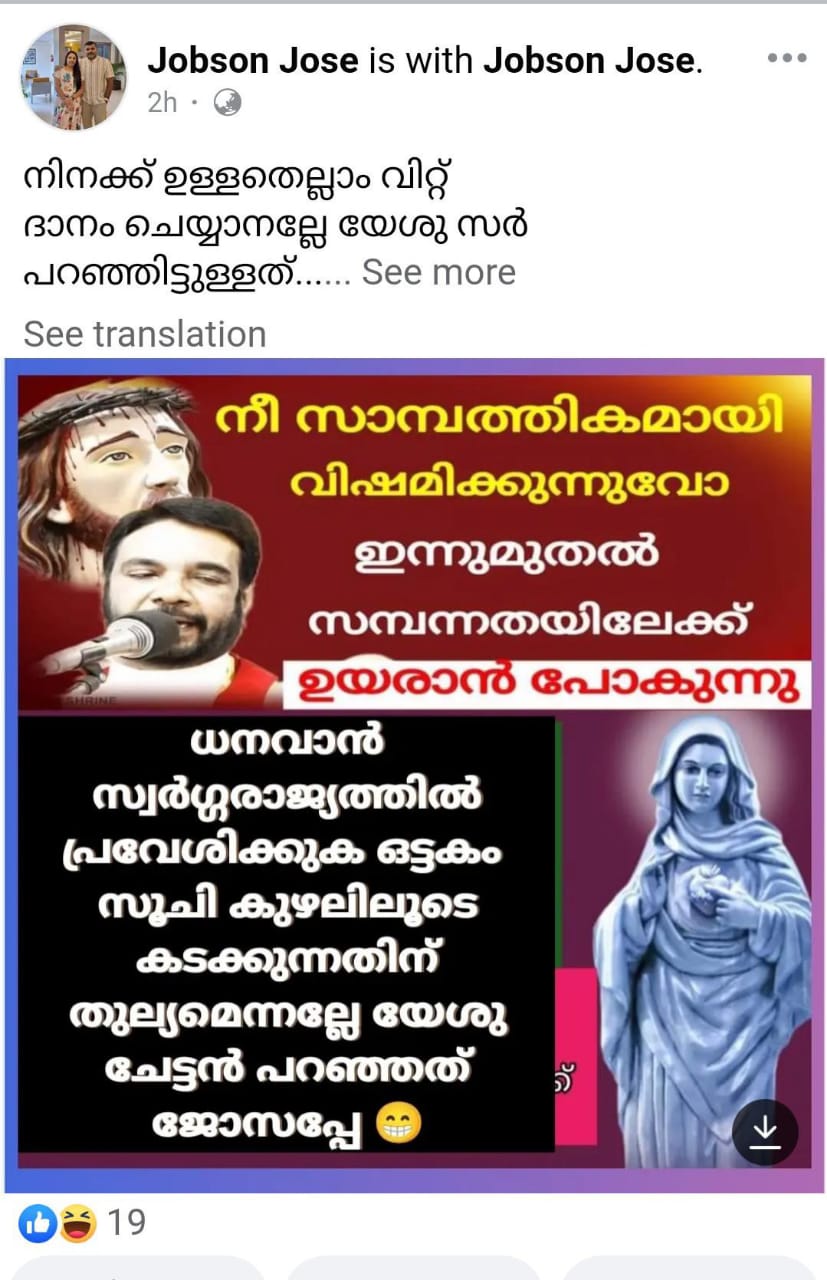 Jobson Jose is with Jobson Jose.
2h ·
നിനക്ക് ഉള്ളതെല്ലാം വിറ്റ്
ദാനം ചെയ്യാനല്ലേ യേശു സർ
പറഞ്ഞിട്ടുള്ളത്...... See more
See translation
നീ സാമ്പത്തികമായി
വിഷമിക്കുന്നുവോ
ഇന്നുമുതൽ
സമ്പന്നതയിലേക്ക്
ഉയരാൻ പോകുന്നു
SHRINE
ധനവാൻ
സ്വർഗ്ഗരാജ്യത്തിൽ
പ്രവേശിക്കുക ഒട്ടകം
സൂചി കുഴലിലൂടെ
കടക്കുന്നതിന്
തുല്യമെന്നല്ലേ യേശു
ചേട്ടൻ പറഞ്ഞത്
ജോസപ്പേ 😁
19